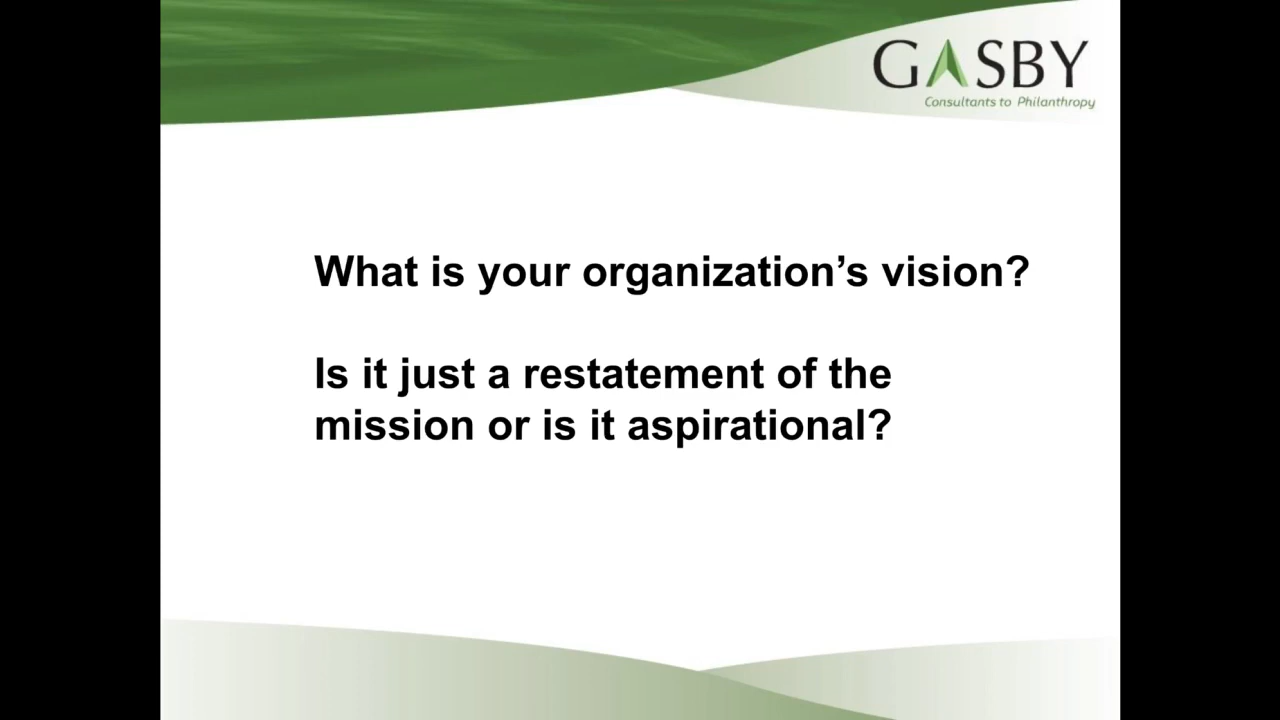 GASBY
Consultants to Philanthropy
What is your organization’s vision?
Is it just a restatement of the
mission or is it aspirational?